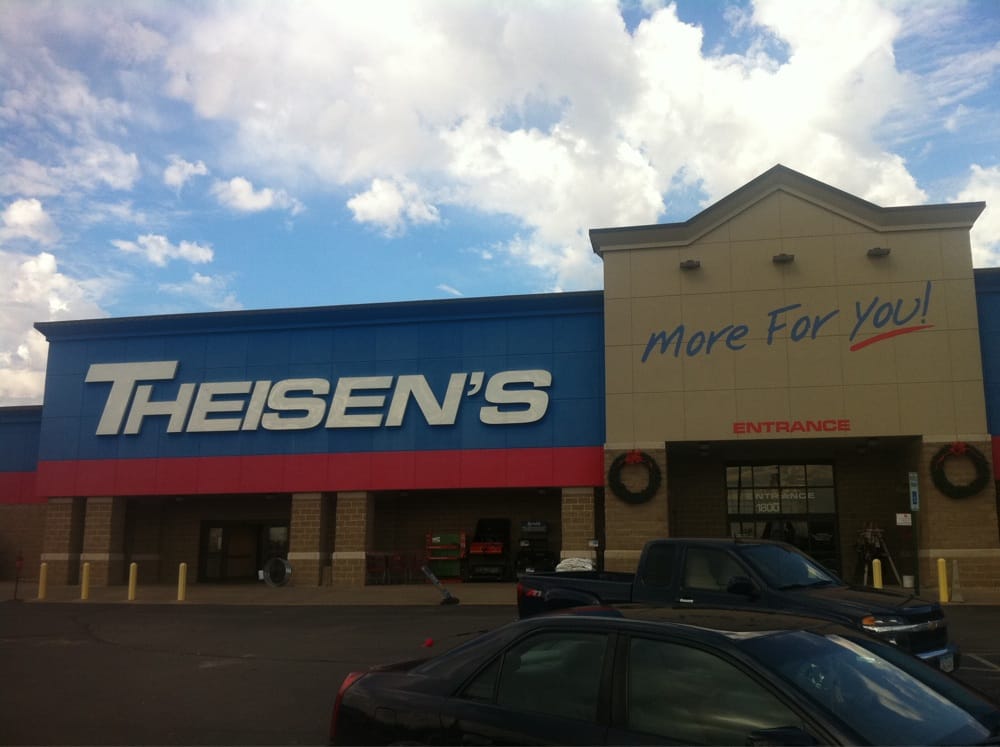 THEISEN'S
More For You!
ENTRANCE
ENTRANCE
1800